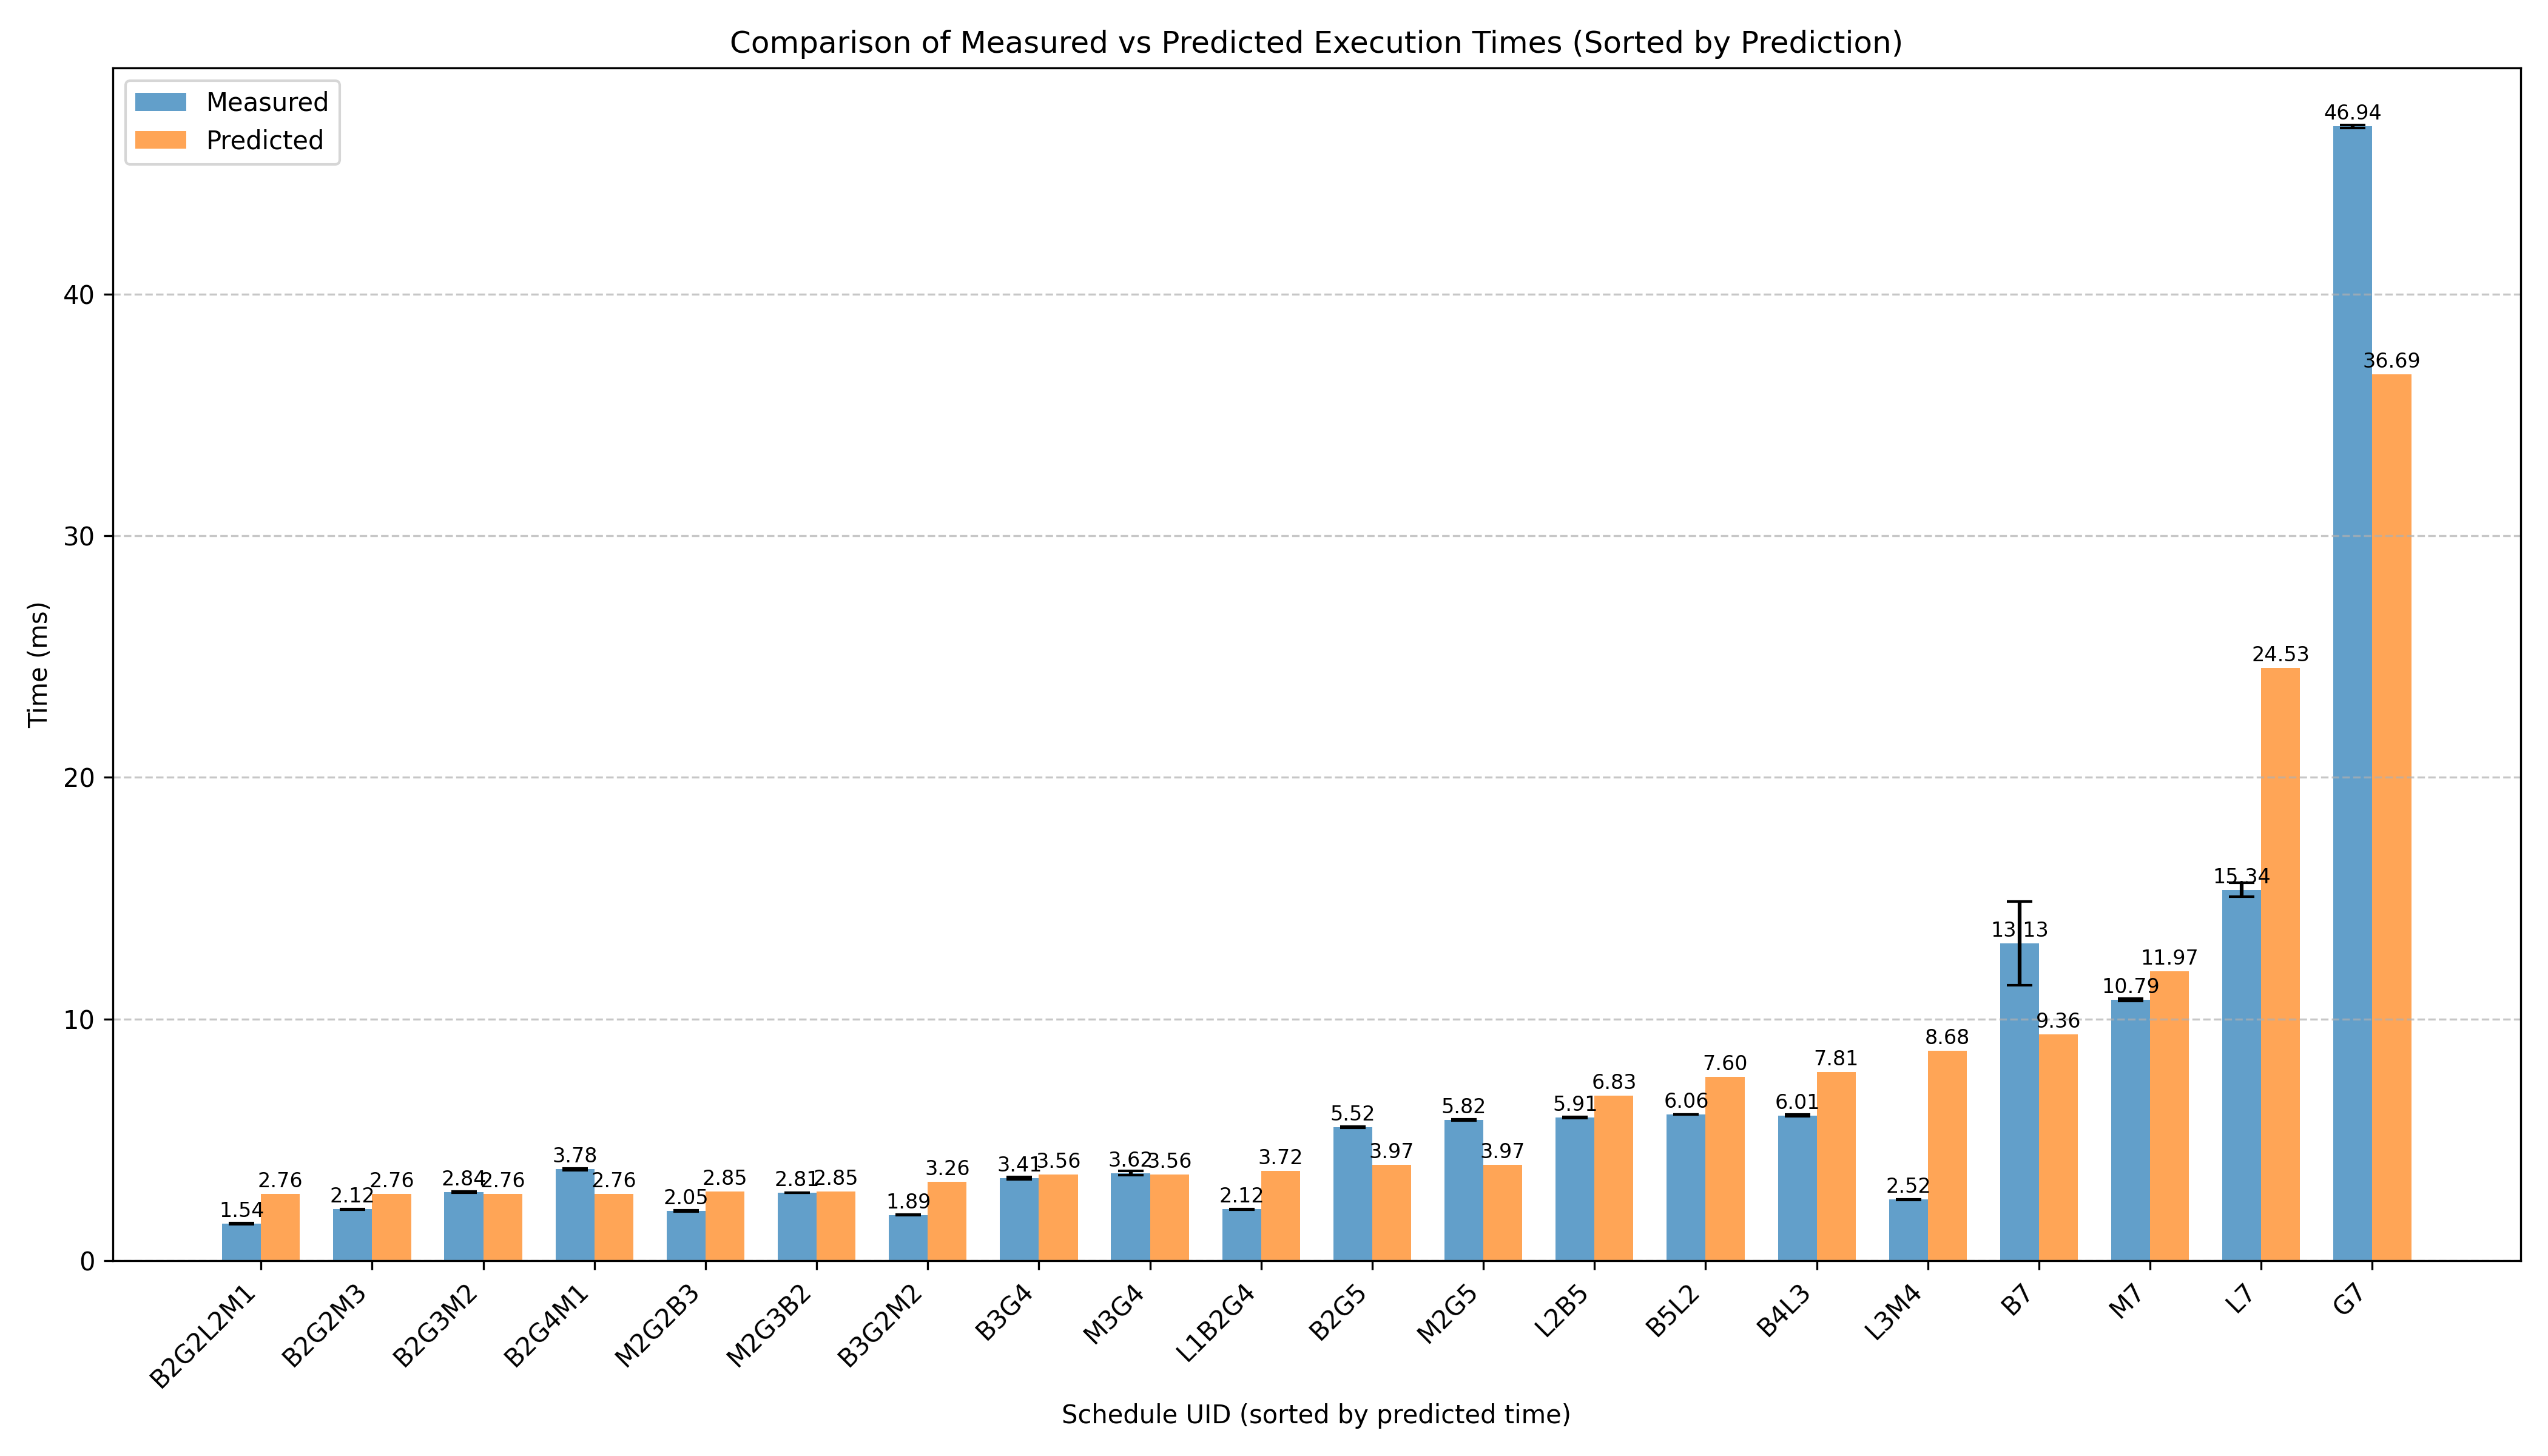 Comparison of Measured vs Predicted Execution Times (Sorted by Prediction)
Measured
Predicted
Time (ms)
40
30
20
10
0
1.54
2.76
2.12
2.76
2.84
2.76
3.78
2.76
2.05
2.85
2.81
2.85
1.89
3.26
3.41
3.56
3.62
3.56
2.12
3.72
5.52
3.97
5.82
3.97
5.91
6.83
6.06
7.60
6.01
7.81
2.52
8.68
13.13
9.36
10.79
11.97
15.34
24.53
46.94
36.69
B2G2L2M1
B2G2M3
B2G3M2
B2G4M1
M2G2B3
M2G3B2
B3G2M2
B3G4
M3G4
L1B2G4
B2G5
M2G5
L2B5
B5L2
B4L3
L3M4
B7
M7
L7
G7
Schedule UID (sorted by predicted time)